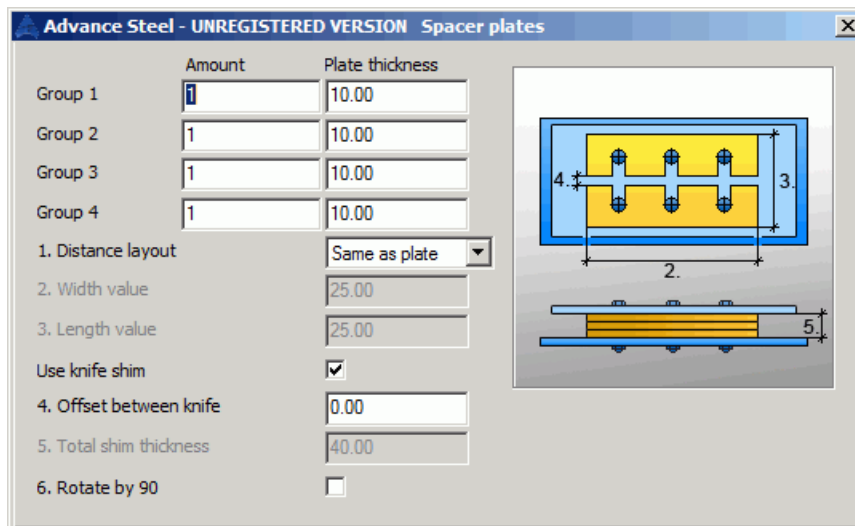 Advance Steel - UNREGISTERED VERSION Spacer plates
Amount Plate thickness
Group 1 1 10.00
Group 2 1 10.00
Group 3 1 10.00
Group 4 1 10.00
1. Distance layout Same as plate
2. Width value 25.00
3. Length value 25.00
Use knife shim
4. Offset between knife 0.00
5. Total shim thickness 40.00
6. Rotate by 90
4.
3.
2.
5.